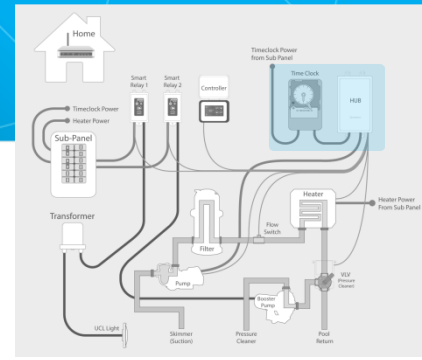 Home
Timeclock Power
from Sub Panel
Time Clock
HUB
Smart
Relay 1
Smart
Relay 2
Controller
Timeclock Power
Heater Power
Sub-Panel
Transformer
Filter
Flow
Switch
Heater
Heater Power
From Sub Panel
Pump
Booster
Pump
VLV
(Pressure
Cleaner)
UCL Light
Skimmer
(Suction)
Pressure
Cleaner
Pool
Return